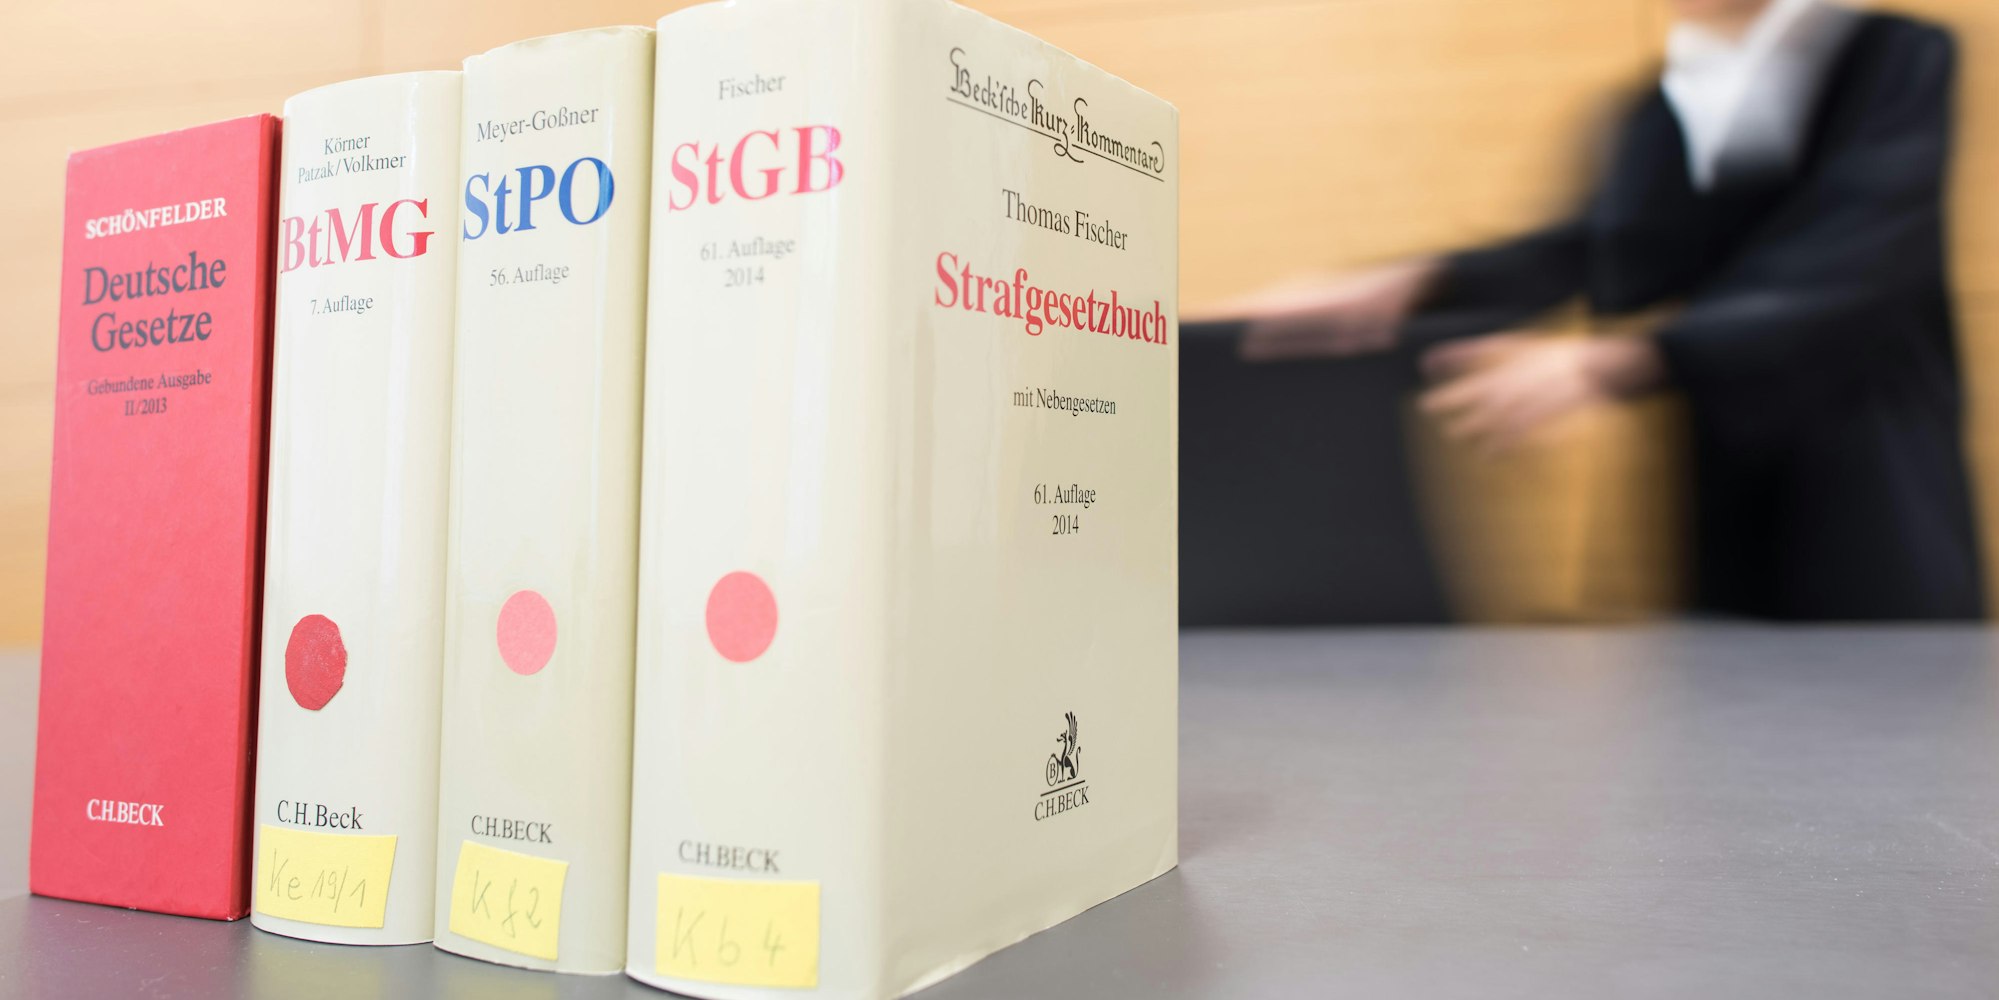 SCHÖNFELDER
Deutsche
Gesetze
Gebundene Ausgabe
II/2013
C.H.BECK
Körner
Patzak/Volkmer
BtMG
7. Auflage
C.H.Beck
Ke 19/1
Meyer-Goßner
StPO
56. Auflage
C.H.BECK
K f 2
Fischer
StGB
61. Auflage
2014
C.H.BECK
K b 4
Beck'sche Kurz-Kommentare
Thomas Fischer
Strafgesetzbuch
mit Nebengesetzen
61. Auflage
2014
B
C.H.BECK